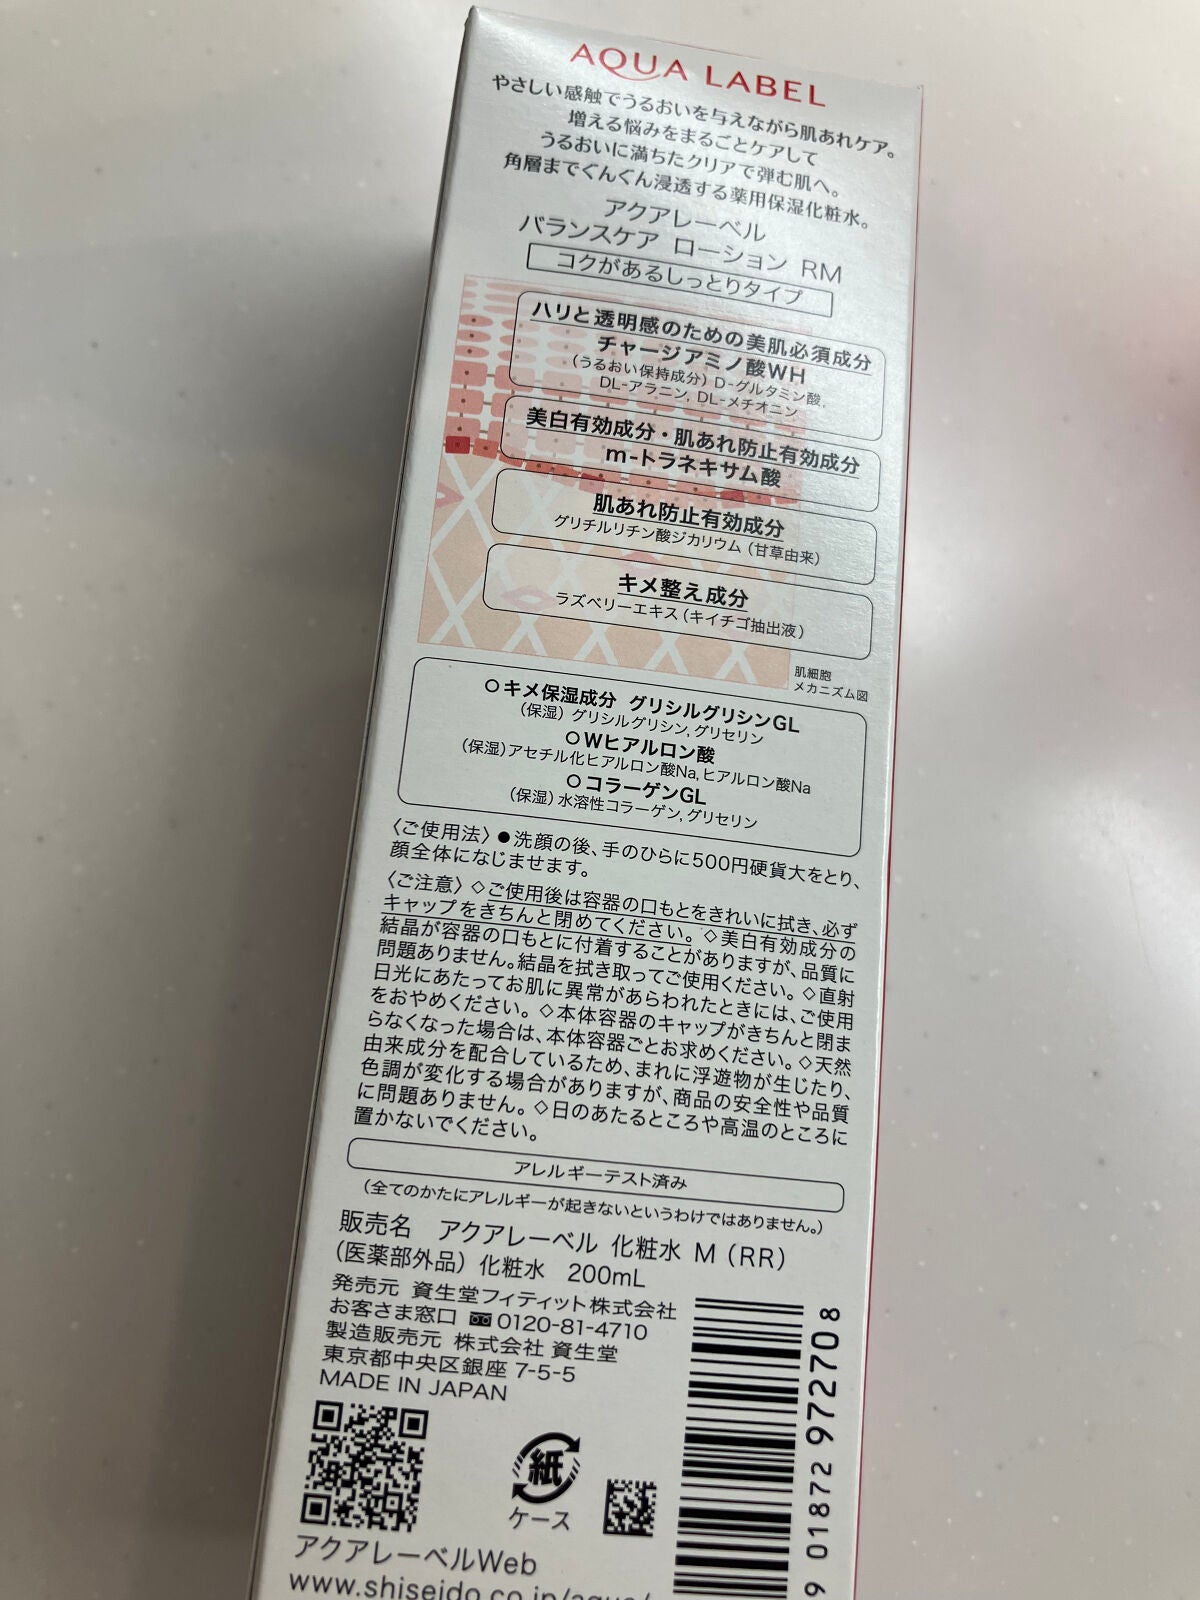 AQUA LABEL
やさしい感触でうるおいを与えながら肌あれケア。
増える悩みをまるごとケアして
うるおいに満ちたクリアで弾む肌へ。
角層までぐんぐん浸透する薬用保湿化粧水。
アクアレーベル
バランスケア ローション RM
コクがあるしっとりタイプ
ハリと透明感のための美肌必須成分
チャージアミノ酸WH
(うるおい保持成分) D-グルタミン酸,
DL-アラニン, DL-メチオニン
美白有効成分・肌あれ防止有効成分
m-トラネキサム酸
肌あれ防止有効成分
グリチルリチン酸ジカリウム (甘草由来)
キメ整え成分
ラズベリーエキス (キイチゴ抽出液)
肌細胞
メカニズム図
○キメ保湿成分 グリシルグリシンGL
(保湿) グリシルグリシン, グリセリン
○Wヒアルロン酸
(保湿) アセチル化ヒアルロン酸Na, ヒアルロン酸Na
○コラーゲンGL
(保湿) 水溶性コラーゲン, グリセリン
〈ご使用法〉●洗顔の後、手のひらに500円硬貨大をとり、
顔全体になじませます。
〈ご注意〉◇ご使用後は容器の口もとをきれいに拭き、必ず
キャップをきちんと閉めてください。◇美白有効成分の
結晶が容器の口もとに付着することがありますが、品質に
問題ありません。結晶を拭き取ってご使用ください。◇直射
日光にあたってお肌に異常があらわれたときには、ご使用
をおやめください。◇本体容器のキャップがきちんと閉ま
らなくなった場合は、本体容器ごとお求めください。◇天然
由来成分を配合しているため、まれに浮遊物が生じたり、
色調が変化する場合がありますが、商品の安全性や品質
に問題ありません。◇日のあたるところや高温のところに
置かないでください。
アレルギーテスト済み
(全てのかたにアレルギーが起きないというわけではありません。)
販売名 アクアレーベル 化粧水 M (RR)
(医薬部外品) 化粧水 200mL
発売元 資生堂フィティット株式会社
お客さま窓口 0120-81-4710
製造販売元 株式会社 資生堂
東京都中央区銀座 7-5-5
MADE IN JAPAN
紙
ケース
9 01872 972708
アクアレーベルWeb
www.shiseido.co.jp/aqua/